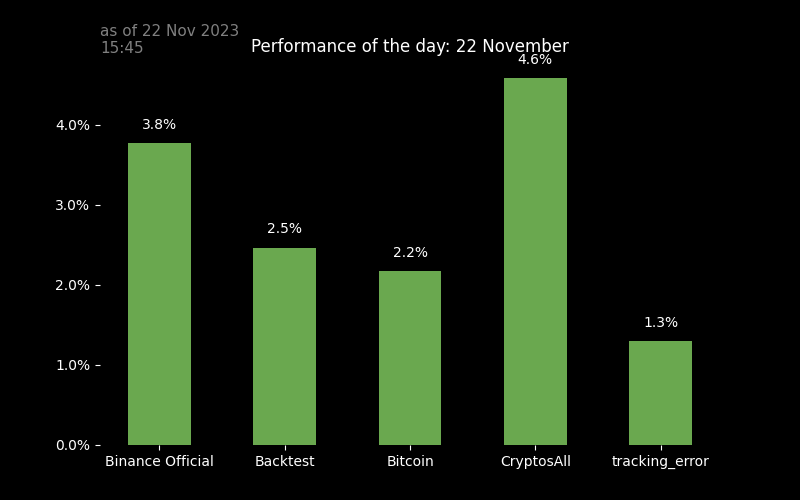 as of 22 Nov 2023
15:45
Performance of the day: 22 November
4.6%
3.8%
2.5%
2.2%
1.3%
4.0%
3.0%
2.0%
1.0%
0.0%
Binance Official
Backtest
Bitcoin
CryptosAll
tracking_error